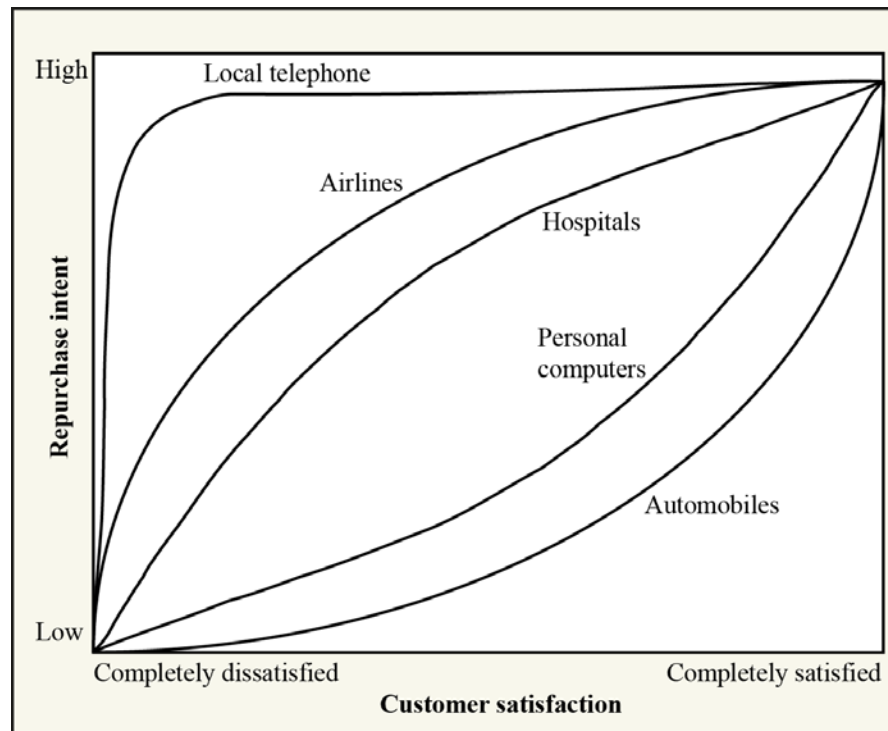 High
Local telephone
Airlines
Hospitals
Repurchase intent
Personal
computers
Automobiles
Low
Completely dissatisfied
Completely satisfied
Customer satisfaction